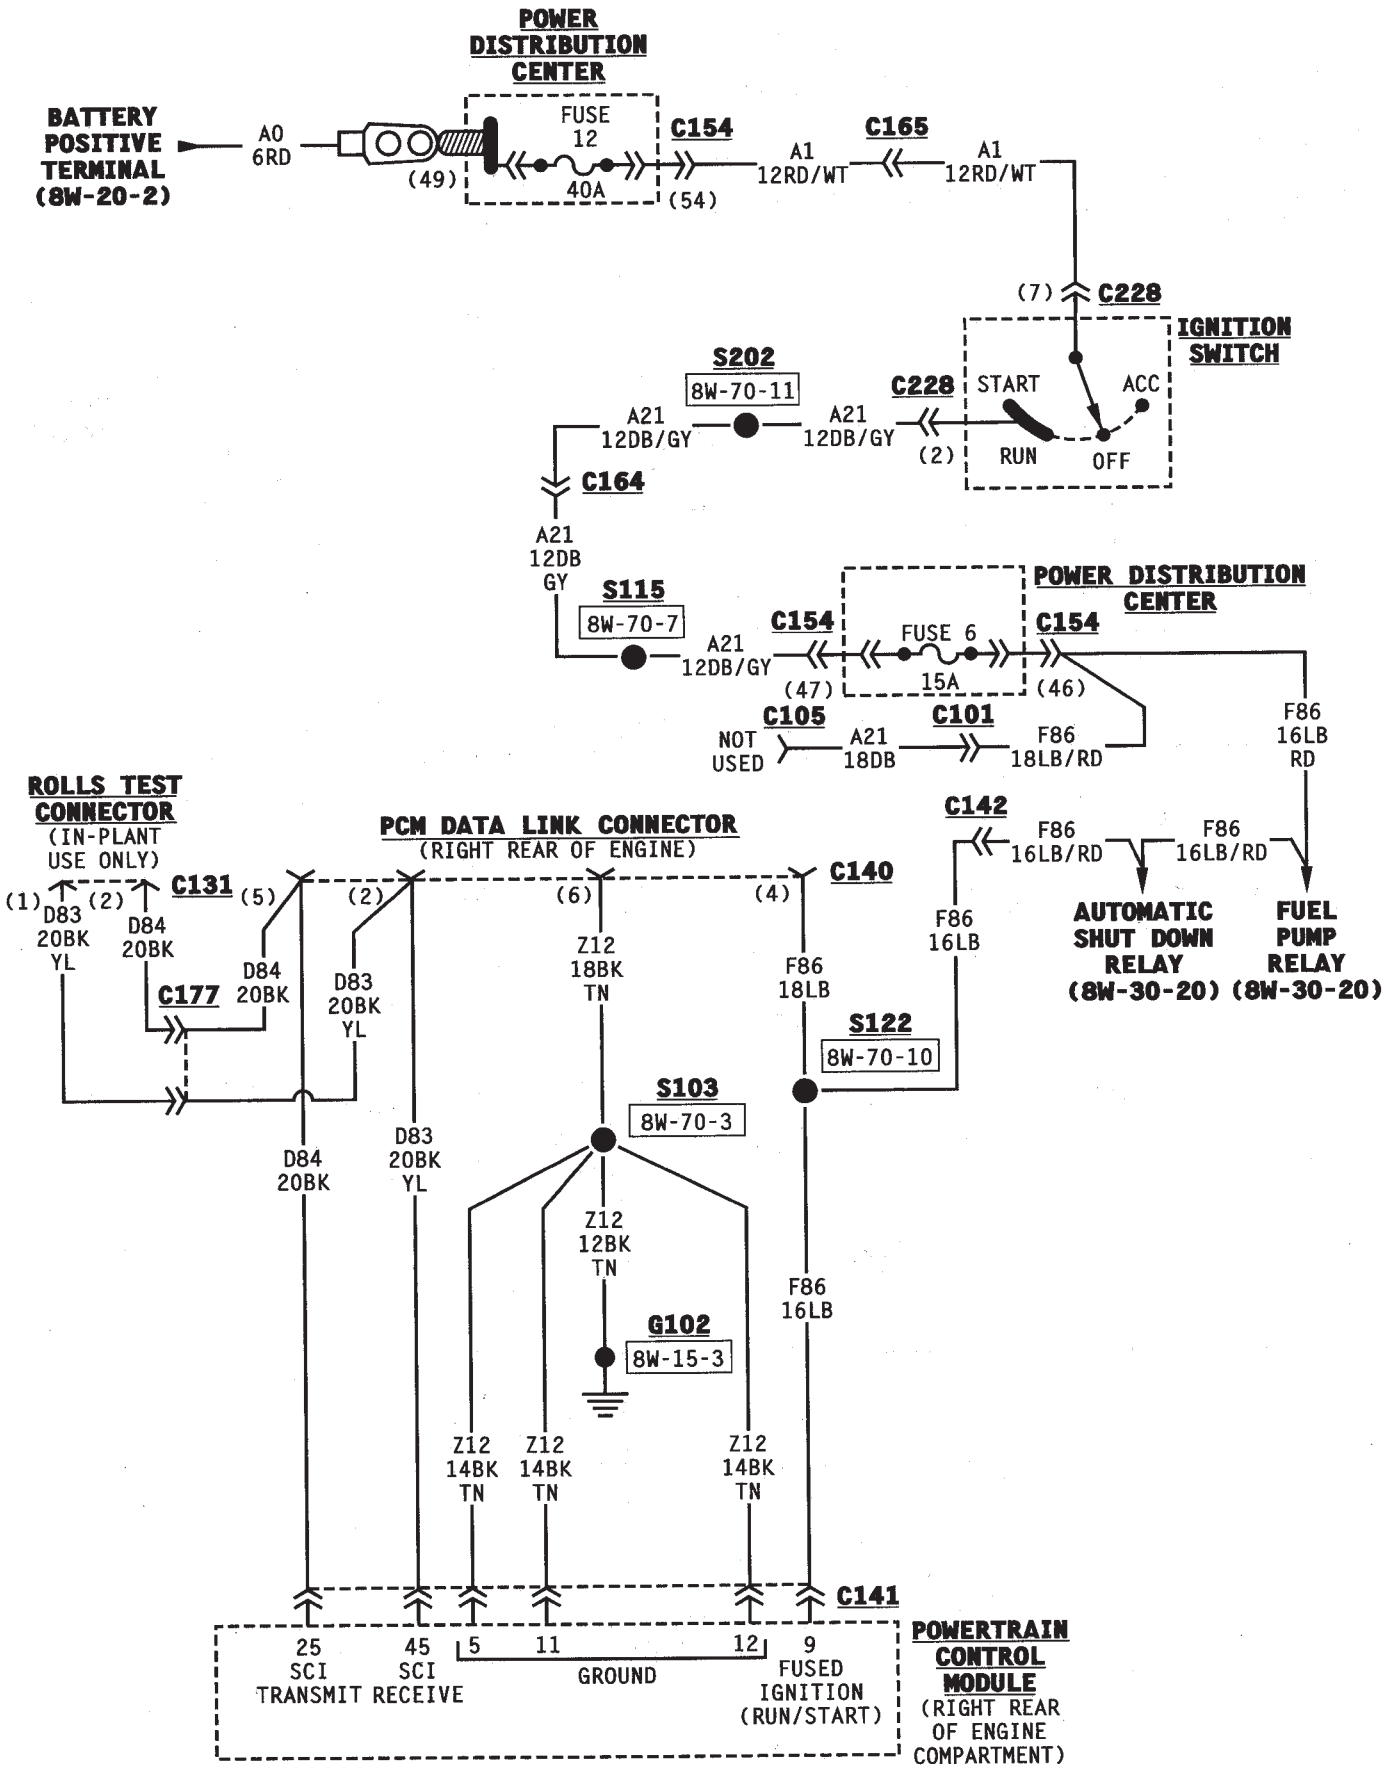 POWER
DISTRIBUTION
CENTER
BATTERY
POSITIVE
TERMINAL
(8W-20-2)
A0
6RD
(49)
FUSE
12
40A
C154
(54)
A1
12RD/WT
C165
A1
12RD/WT
(7)
C228
IGNITION
SWITCH
START
ACC
RUN
OFF
C228
(2)
A21
12DB/GY
S202
8W-70-11
A21
12DB/GY
C164
A21
12DB
GY
S115
8W-70-7
A21
12DB/GY
C154
(47)
FUSE 6
15A
POWER DISTRIBUTION
CENTER
C154
(46)
C105
NOT
USED
A21
18DB
C101
F86
18LB/RD
F86
16LB
RD
ROLLS TEST
CONNECTOR
(IN-PLANT
USE ONLY)
(1)
(2)
C131
D83
20BK
YL
D84
20BK
C177
PCM DATA LINK CONNECTOR
(RIGHT REAR OF ENGINE)
(5)
(2)
(6)
(4)
C140
D84
20BK
D83
20BK
YL
Z12
18BK
TN
F86
18LB
C142
F86
16LB/RD
F86
16LB/RD
F86
16LB
AUTOMATIC
SHUT DOWN
RELAY
(8W-30-20)
FUEL
PUMP
RELAY
(8W-30-20)
S122
8W-70-10
S103
8W-70-3
D84
20BK
D83
20BK
YL
Z12
12BK
TN
F86
16LB
G102
8W-15-3
Z12
14BK
TN
Z12
14BK
TN
Z12
14BK
TN
C141
25
SCI
TRANSMIT
45
SCI
RECEIVE
5
11
12
GROUND
9
FUSED
IGNITION
(RUN/START)
POWERTRAIN
CONTROL
MODULE
(RIGHT REAR
OF ENGINE
COMPARTMENT)